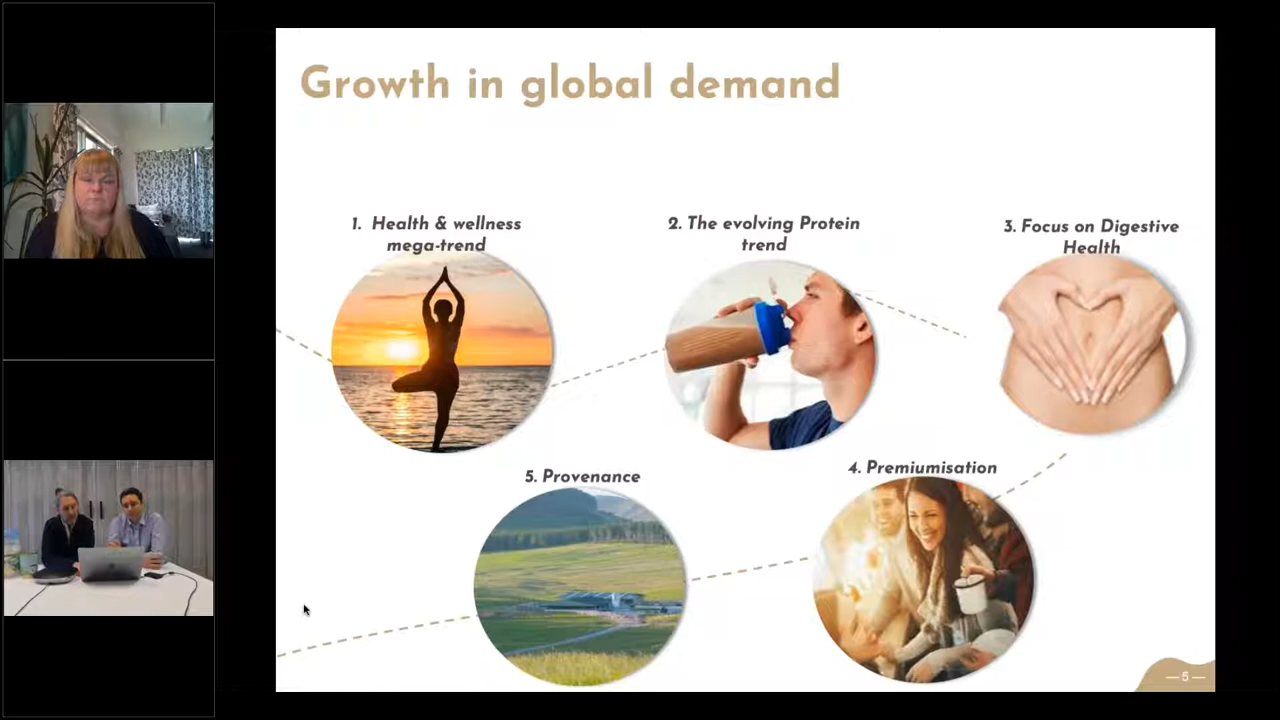 Growth in global demand
1. Health & wellness
mega-trend
2. The evolving Protein
trend
3. Focus on Digestive
Health
5. Provenance
4. Premiumisation
— 5 —